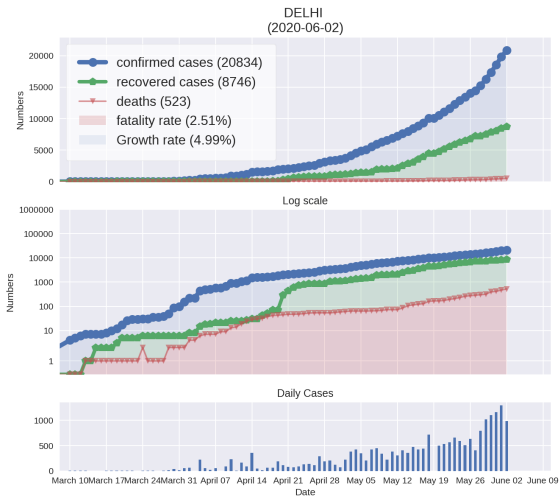 DELHI
(2020-06-02)
Numbers
20000
15000
10000
5000
0
confirmed cases (20834)
recovered cases (8746)
deaths (523)
fatality rate (2.51%)
Growth rate (4.99%)
Log scale
Numbers
1000000
100000
10000
1000
100
10
1
Daily Cases
1000
500
0
March 10 March 17 March 24 March 31 April 07 April 14 April 21 April 28 May 05 May 12 May 19 May 26 June 02 June 09
Date